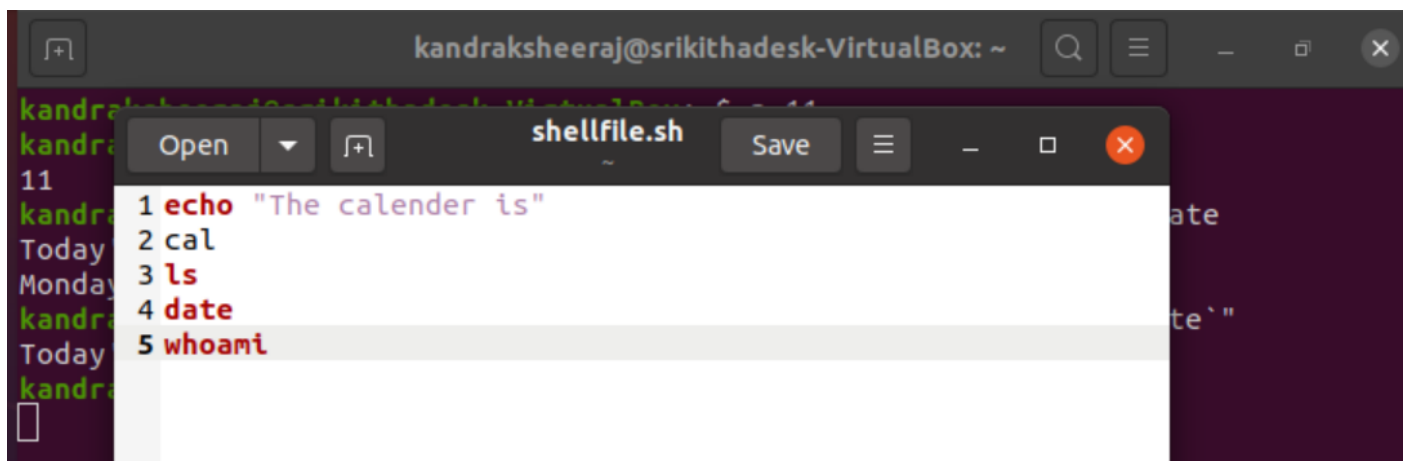 kandraksheeraj@srikithadesk-VirtualBox: ~
kandra
kandra
11
kandra ate
Today'
Monday
kandra te`"
Today
kandra
Open shellfile.sh Save
~
1 echo "The calender is"
2 cal
3 ls
4 date
5 whoami